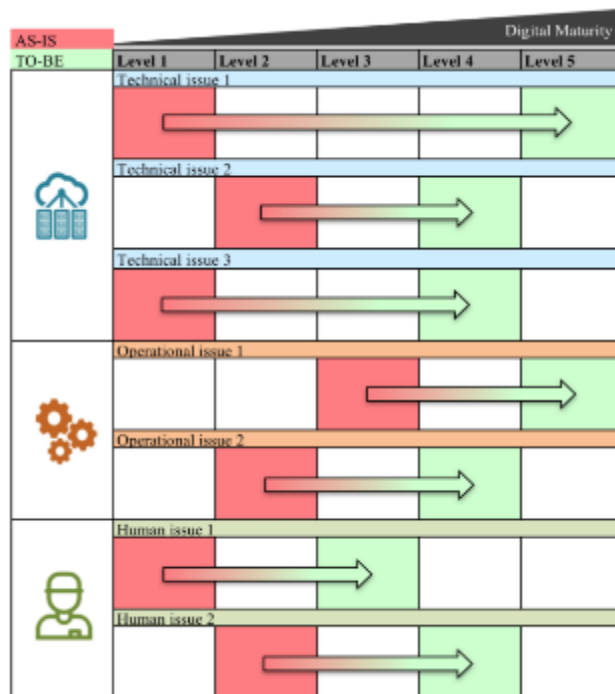 Digital Maturity
AS-IS
TO-BE Level 1 Level 2 Level 3 Level 4 Level 5
Technical issue 1
Technical issue 2
Technical issue 3
Operational issue 1
Operational issue 2
Human issue 1
Human issue 2